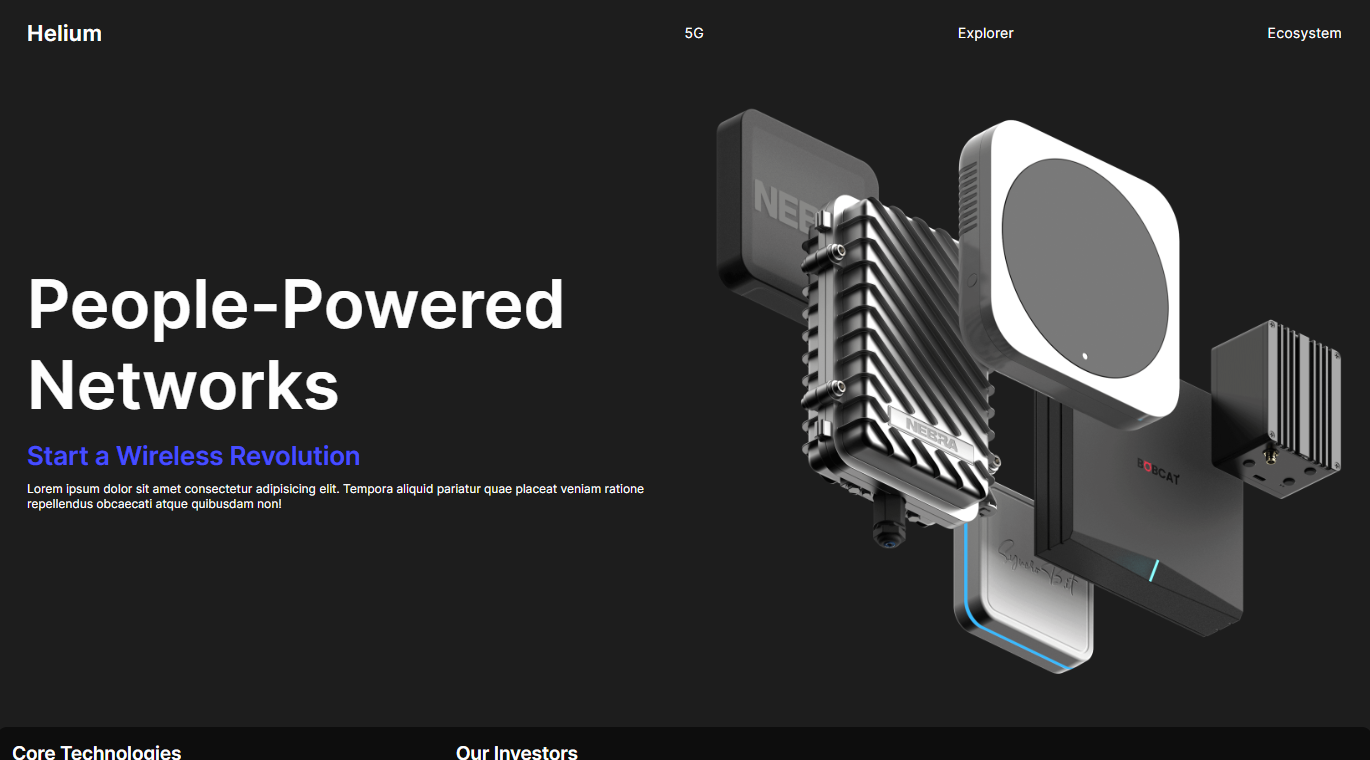 Helium
5G
Explorer
Ecosystem
NEBRA
BOBCAT
People-Powered
Networks
Start a Wireless Revolution
Lorem ipsum dolor sit amet consectetur adipisicing elit. Tempora aliquid pariatur quae placeat veniam ratione
repellendus obcaecati atque quibusdam non!
Core Technologies
Our Investors